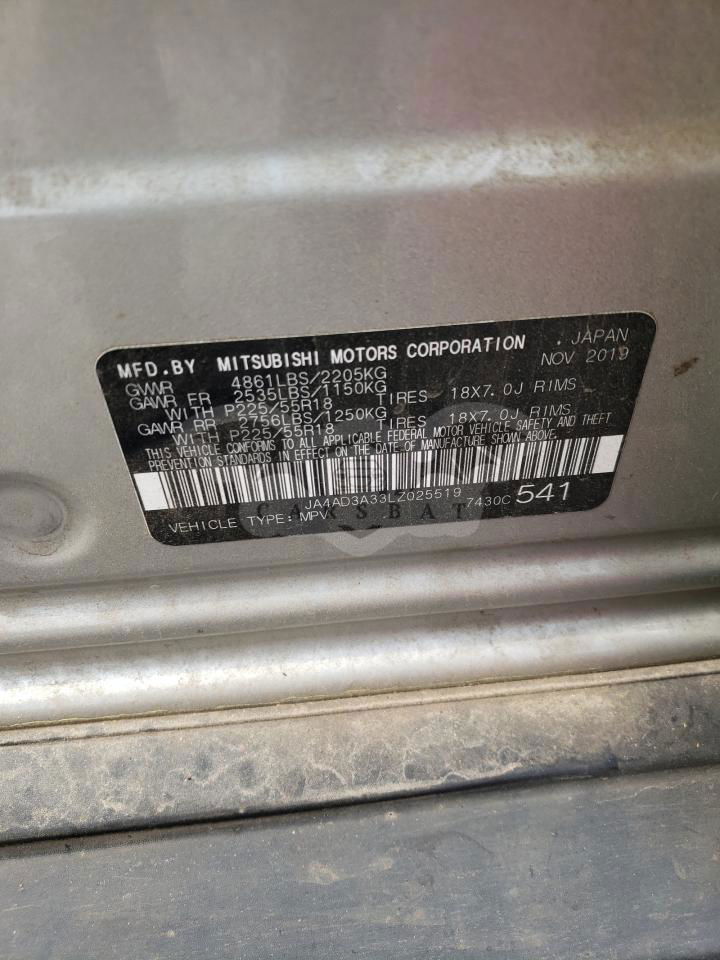 MFD.BY MITSUBISHI MOTORS CORPORATION . JAPAN
NOV 2019
GVWR 4861LBS/2205KG
GAWR FR 2535LBS/1150KG TIRES 18X7.0J RIMS
WITH P225/55R18
GAWR RR 2756LBS/1250KG TIRES 18X7.0J RIMS
WITH P225/55R18
THIS VEHICLE CONFORMS TO ALL APPLICABLE FEDERAL MOTOR VEHICLE SAFETY AND THEFT
PREVENTION STANDARDS IN EFFECT ON THE DATE OF MANUFACTURE SHOWN ABOVE.
JA4AD3A33LZ025519
VEHICLE TYPE: MPV 7430C 541
CARSBAT